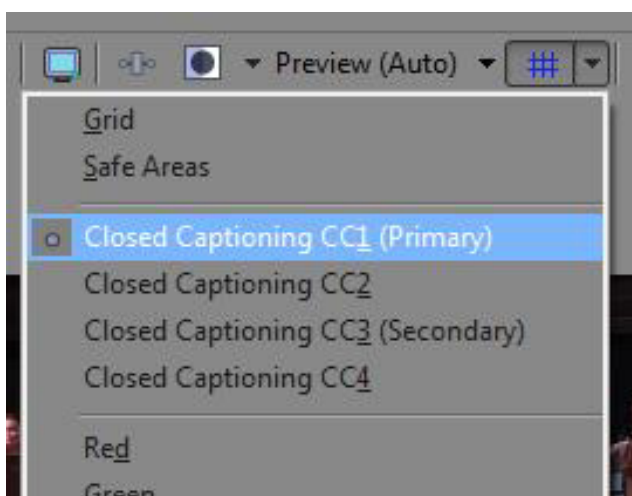 Preview (Auto)
Grid
Safe Areas
Closed Captioning CC1 (Primary)
Closed Captioning CC2
Closed Captioning CC3 (Secondary)
Closed Captioning CC4
Red
Green